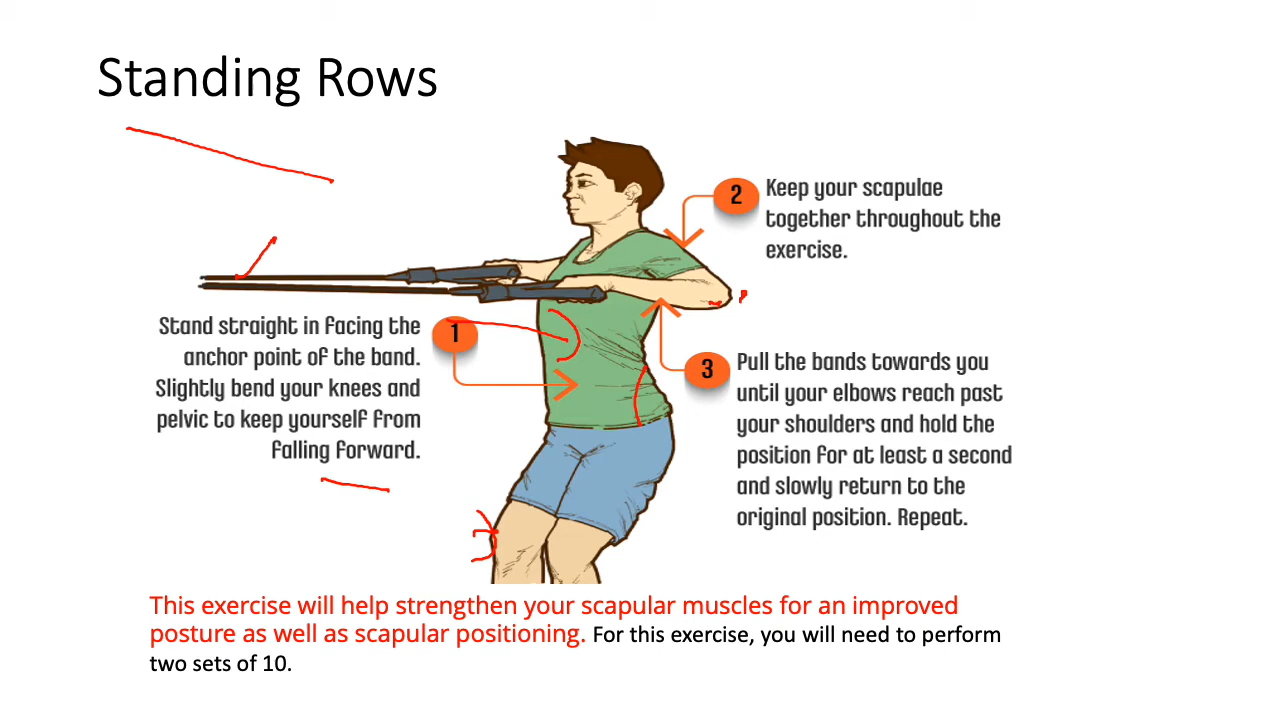 Standing Rows
2
Keep your scapulae
together throughout the
exercise.
1
Stand straight in facing the
anchor point of the band.
Slightly bend your knees and
pelvic to keep yourself from
falling forward.
3
Pull the bands towards you
until your elbows reach past
your shoulders and hold the
position for at least a second
and slowly return to the
original position. Repeat.
This exercise will help strengthen your scapular muscles for an improved
posture as well as scapular positioning. For this exercise, you will need to perform
two sets of 10.